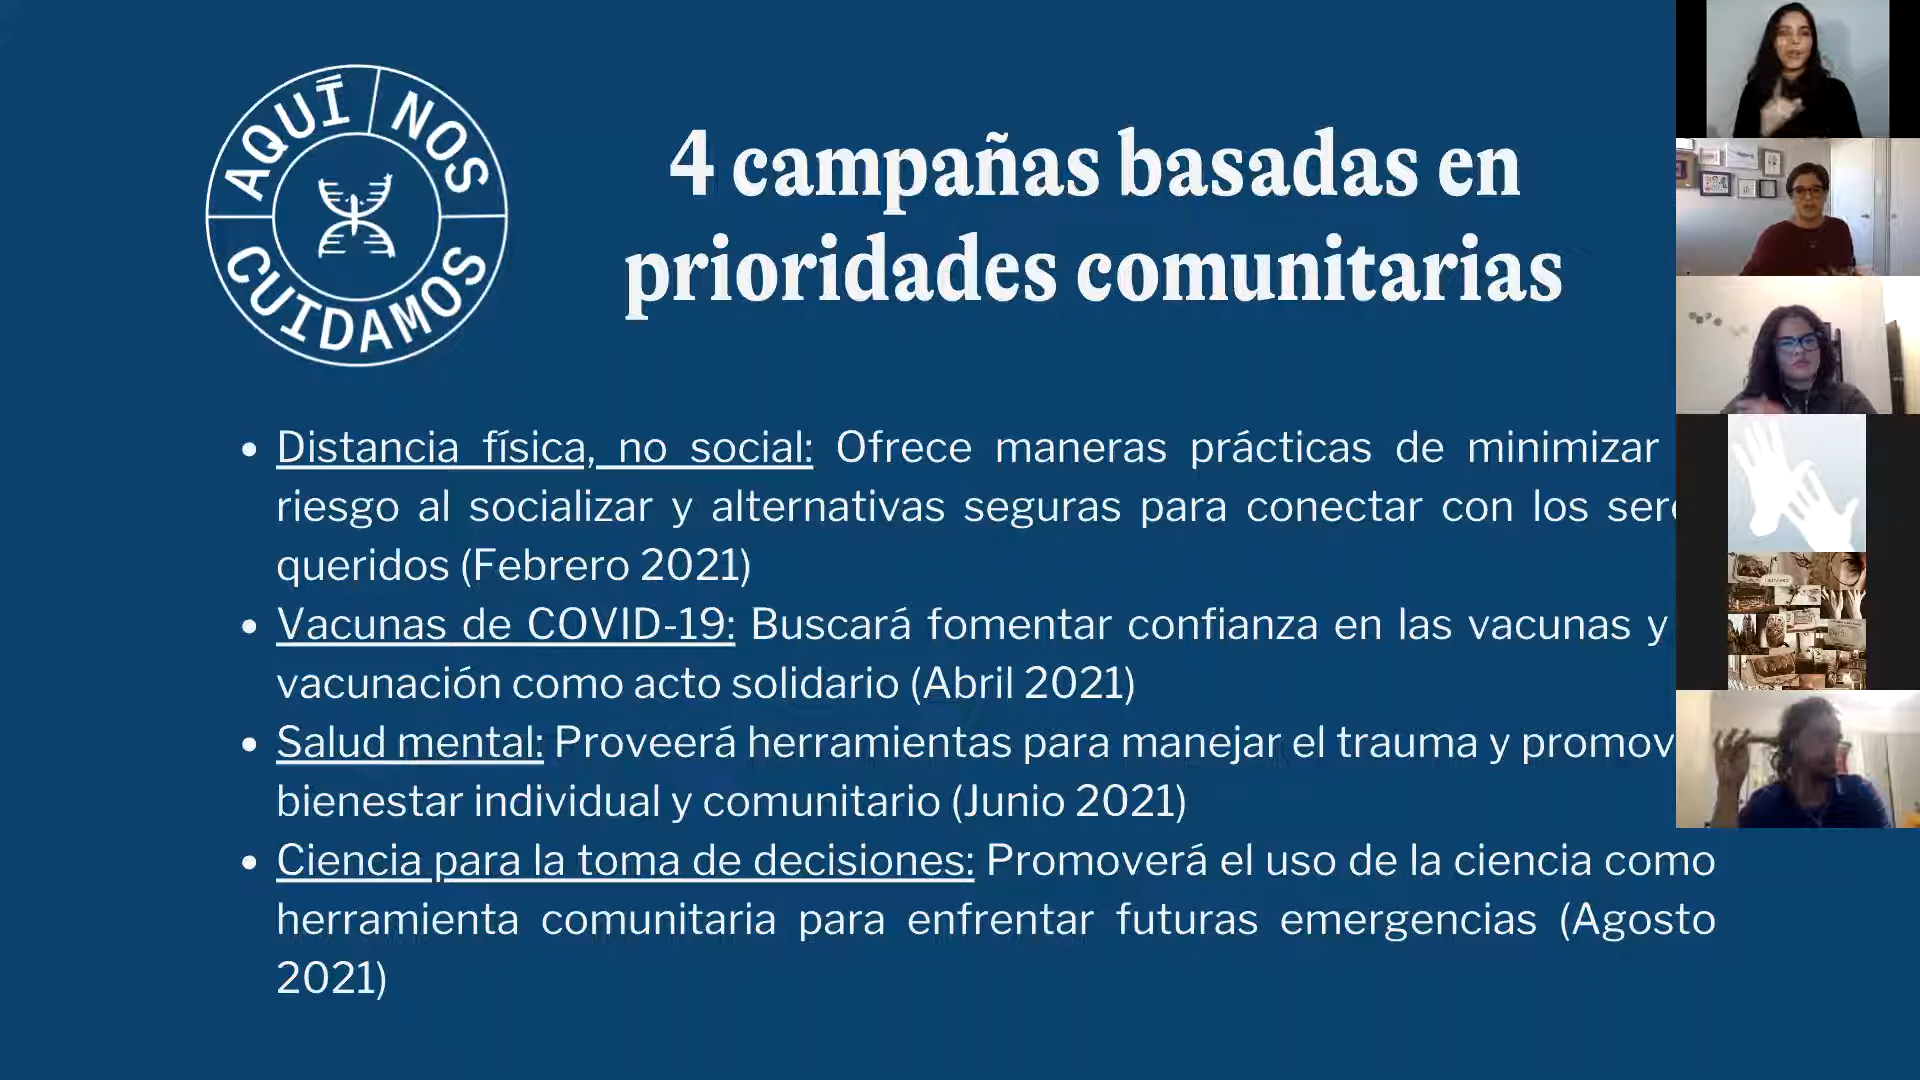 AQUÍ NOS
CUIDAMOS
4 campañas basadas en
prioridades comunitarias
• Distancia física, no social: Ofrece maneras prácticas de minimizar
riesgo al socializar y alternativas seguras para conectar con los
queridos (Febrero 2021)
• Vacunas de COVID-19: Buscará fomentar confianza en las vacunas y
vacunación como acto solidario (Abril 2021)
• Salud mental: Proveerá herramientas para manejar el trauma y
bienestar individual y comunitario (Junio 2021)
• Ciencia para la toma de decisiones: Promoverá el uso de la ciencia como
herramienta comunitaria para enfrentar futuras emergencias (Agosto
2021)